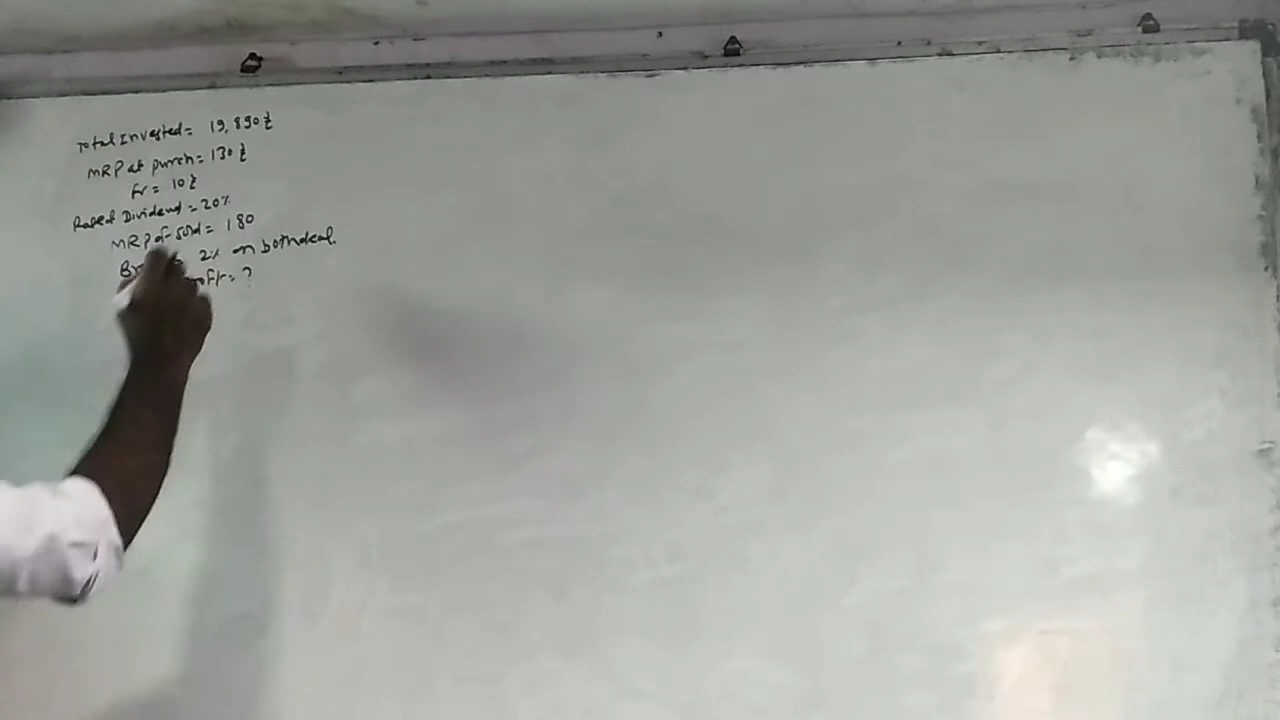 Total Invested = 19,890 ₹
MRP at purch = 130 ₹
FV = 10 ₹
Rate of Dividend = 20%
MRP of sold = 180
2% on both deal.
= ?